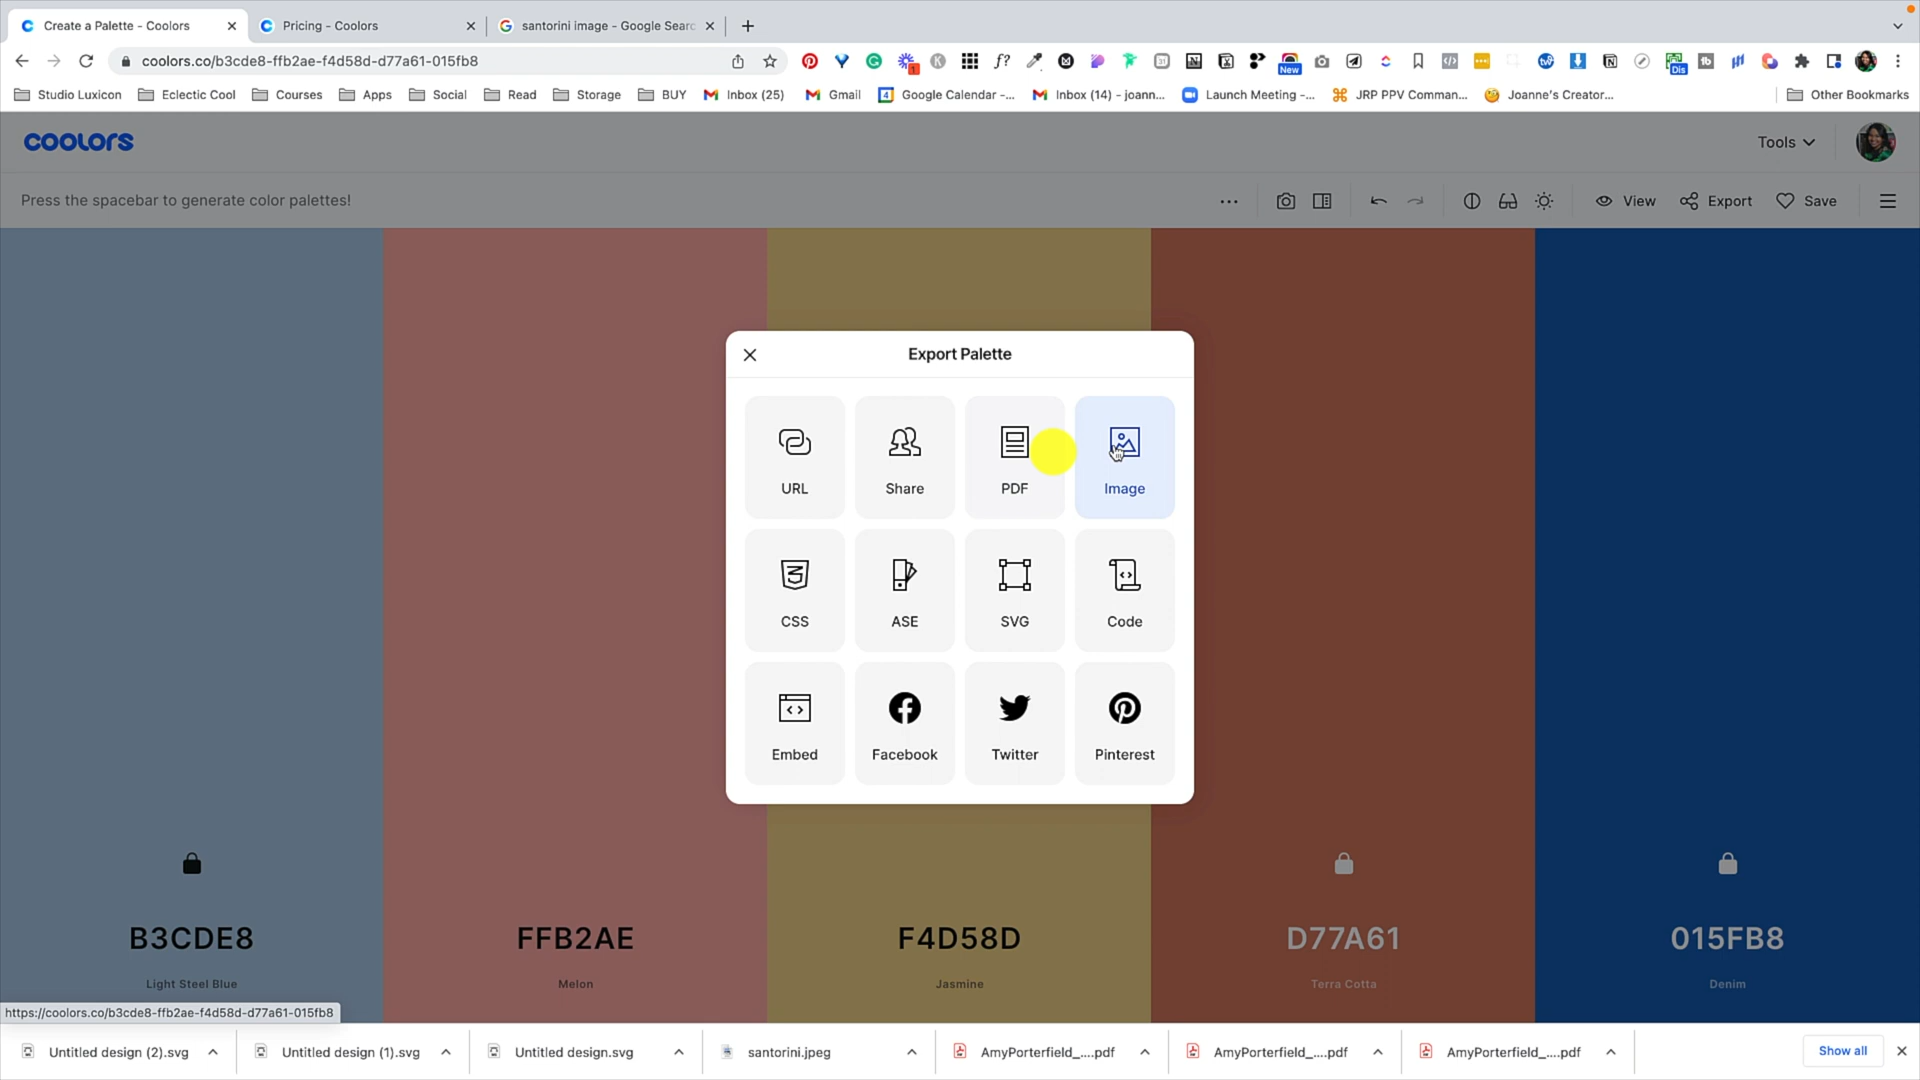 Create a Palette - Coolors
Pricing - Coolors
santorini image - Google Searc
coolors.co/b3cde8-ffb2ae-f4d58d-d77a61-015fb8
Studio Luxicon
Eclectic Cool
Courses
Apps
Social
Read
Storage
BUY
Inbox (25)
Gmail
Google Calendar -...
Inbox (14) - joann...
Launch Meeting -...
JRP PPV Comman...
Joanne's Creator...
Other Bookmarks
New
Dis
coolors
Tools
Press the spacebar to generate color palettes!
View
Export
Save
Export Palette
URL
Share
PDF
Image
CSS
ASE
SVG
Code
Embed
Facebook
Twitter
Pinterest
B3CDE8
FFB2AE
F4D58D
D77A61
015FB8
Light Steel Blue
Melon
Jasmine
Terra Cotta
Denim
https://coolors.co/b3cde8-ffb2ae-f4d58d-d77a61-015fb8
Untitled design (2).svg
Untitled design (1).svg
Untitled design.svg
santorini.jpeg
AmyPorterfield_....pdf
AmyPorterfield_....pdf
AmyPorterfield_....pdf
Show all